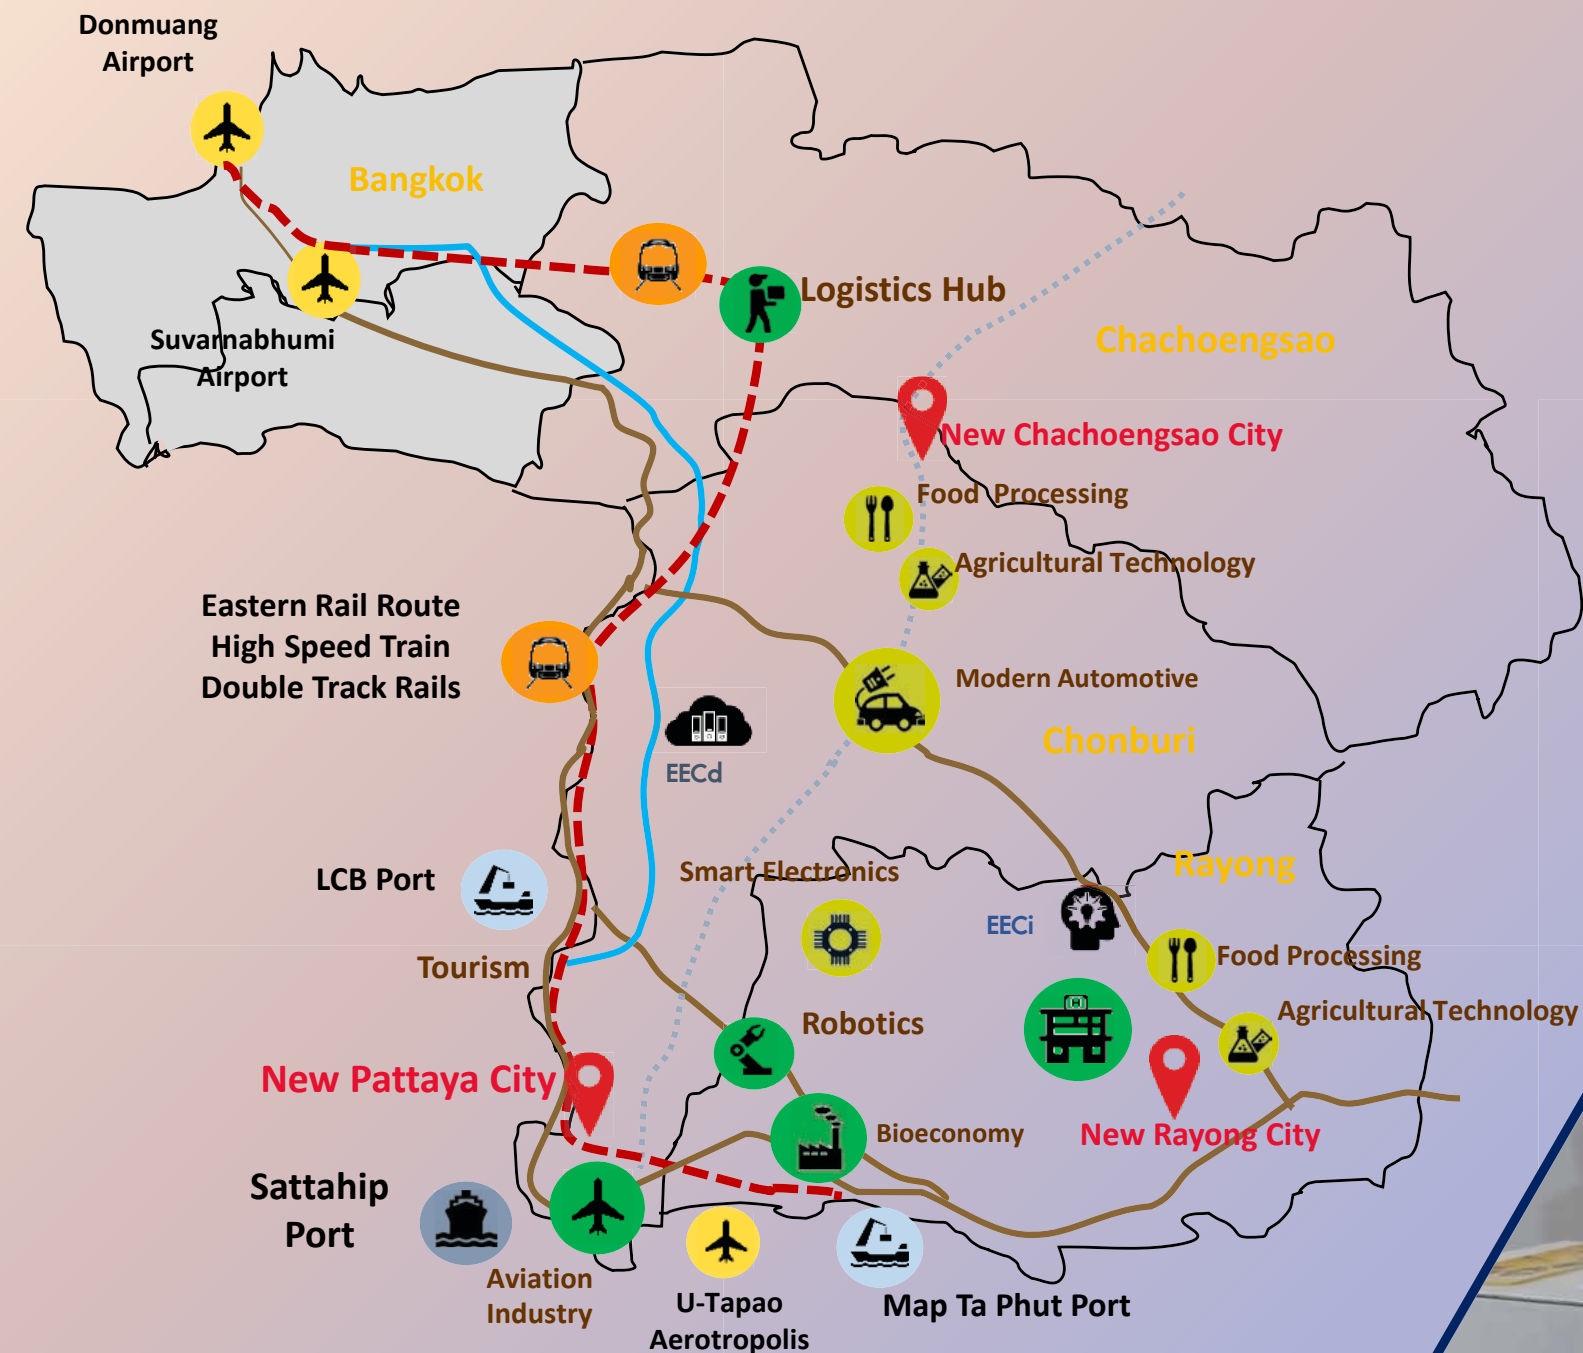 Donmuang
Airport
Bangkok
Logistics Hub
Suvarnabhumi
Airport
Chachoengsao
New Chachoengsao City
Food Processing
Agricultural Technology
Eastern Rail Route
High Speed Train
Double Track Rails
Modern Automotive
Chonburi
EECd
LCB Port
Smart Electronics
Rayong
EECi
Tourism
Food Processing
Robotics
Agricultural Technology
New Pattaya City
Bioeconomy
New Rayong City
Sattahip
Port
Aviation
Industry
U-Tapao
Aerotropolis
Map Ta Phut Port